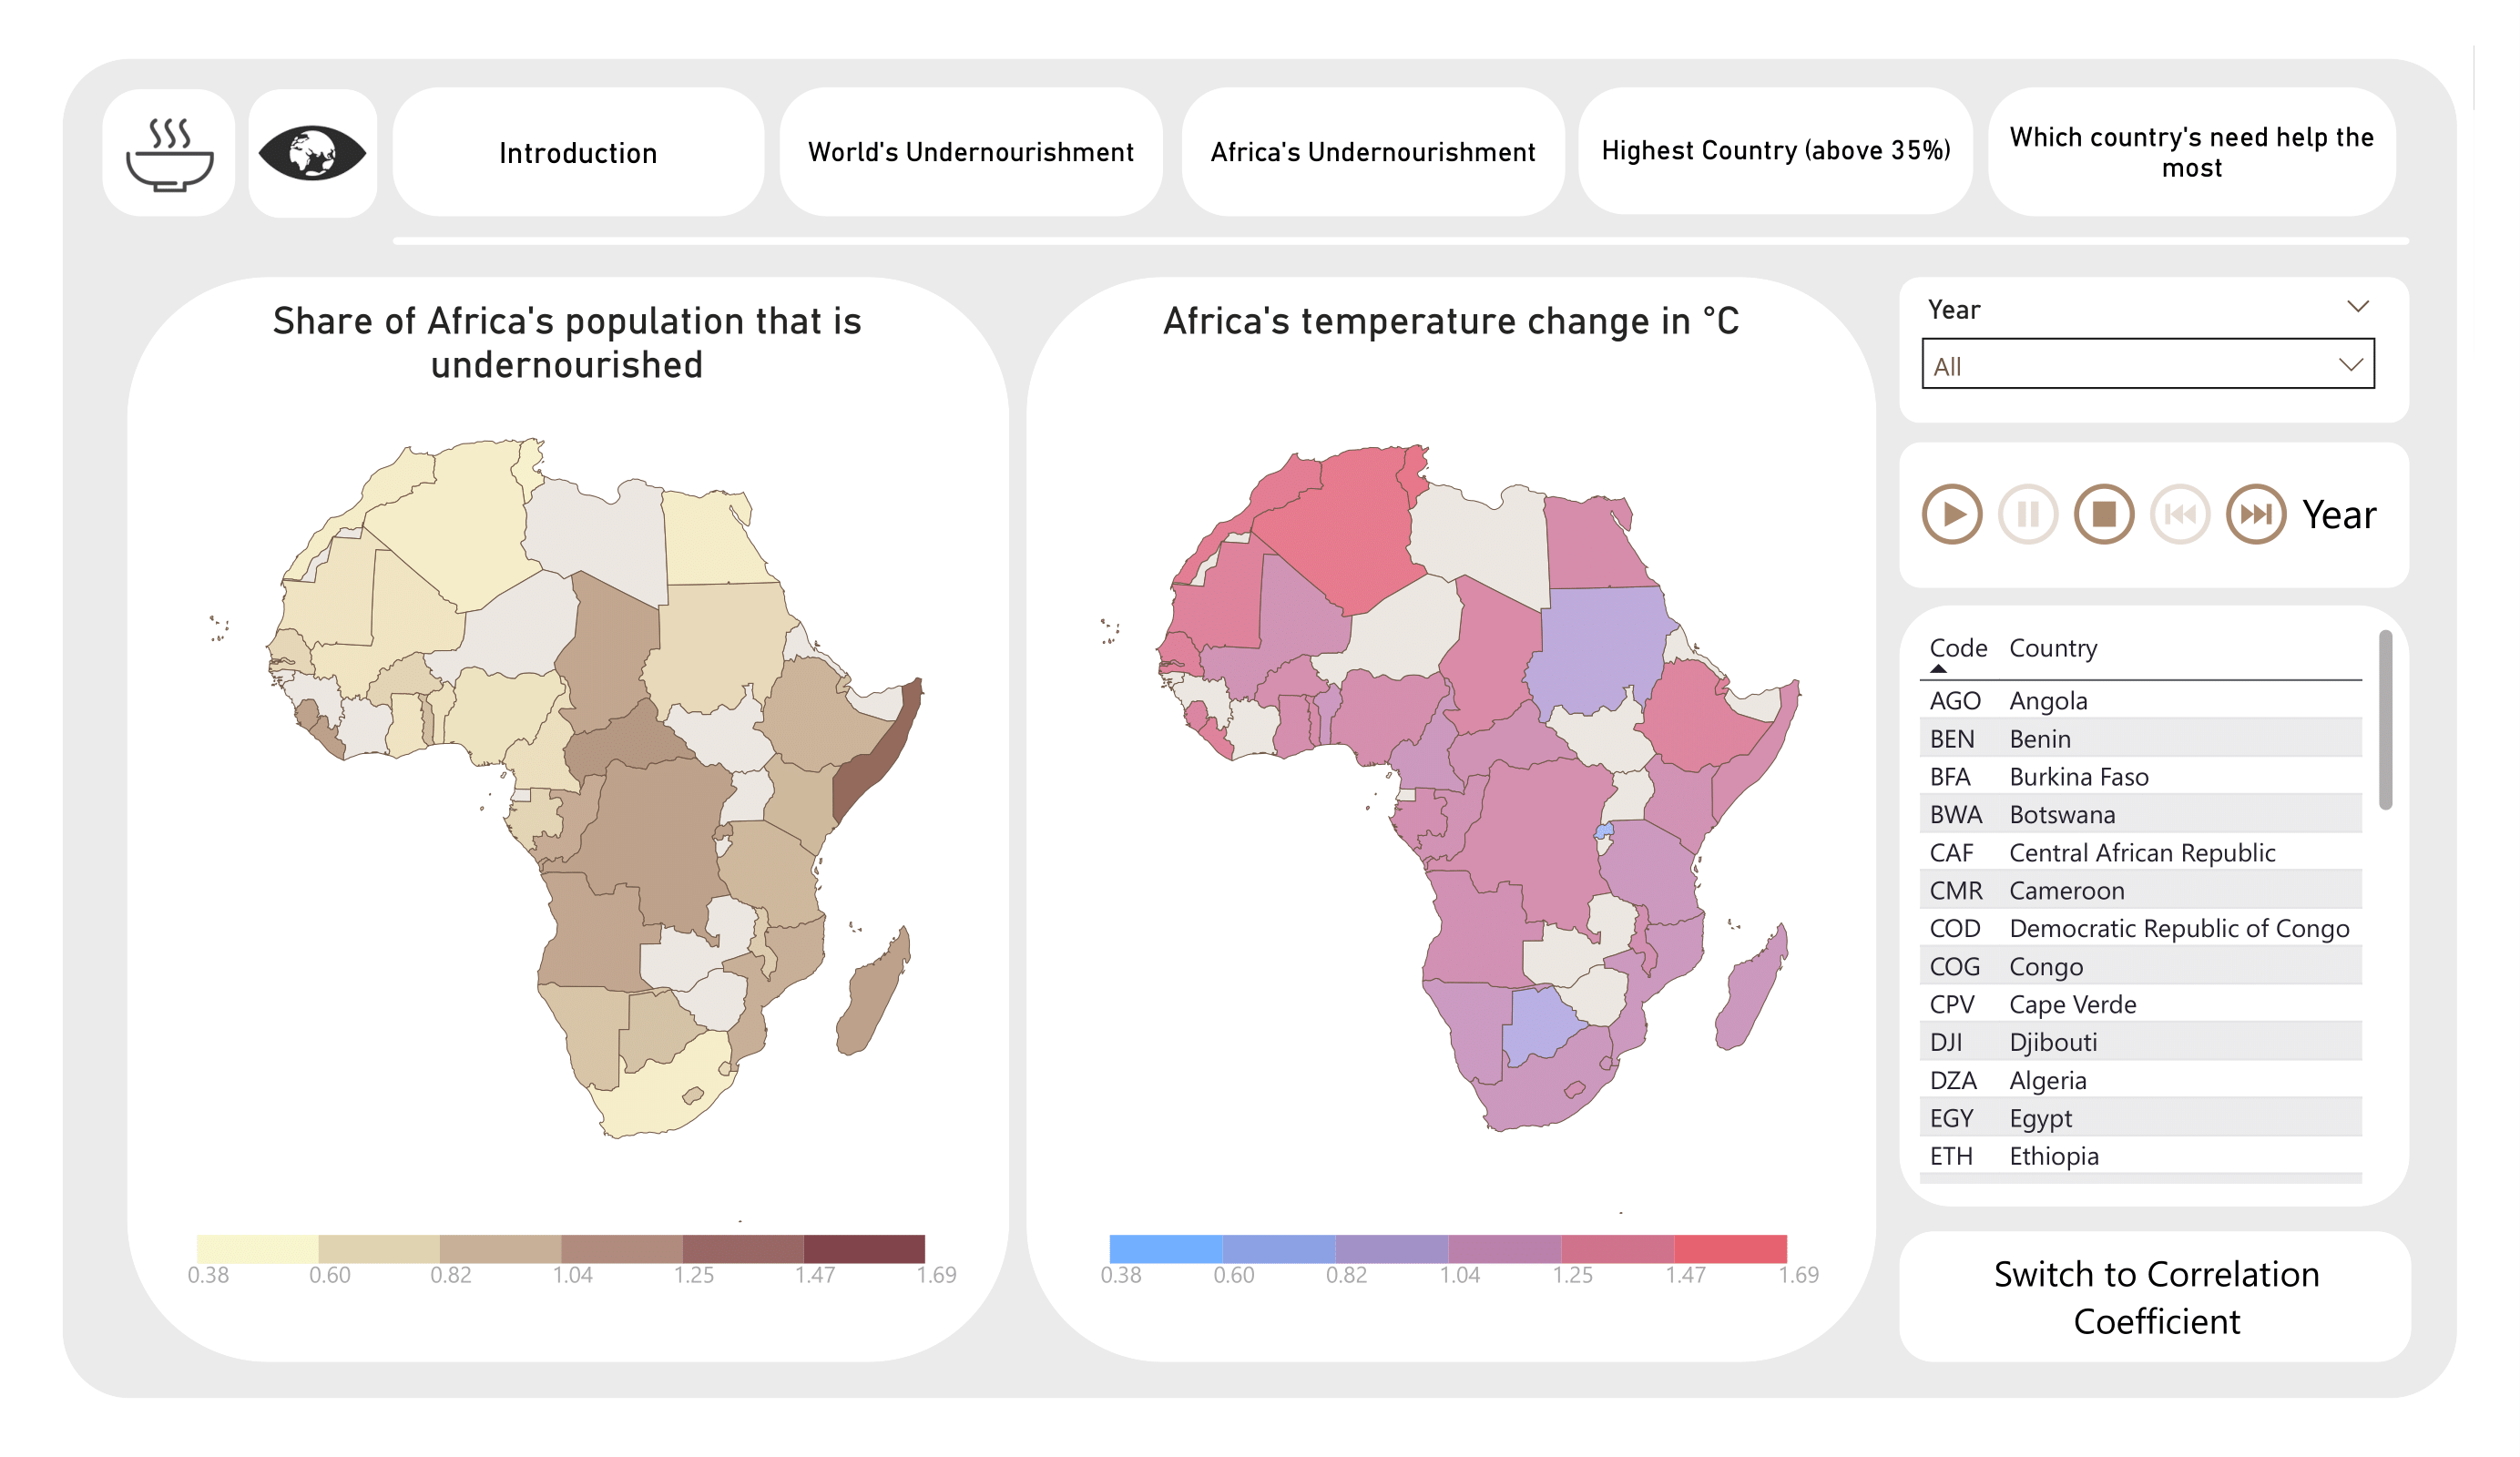 Introduction
World's Undernourishment
Africa's Undernourishment
Highest Country (above 35%)
Which country's need help the
most
Share of Africa's population that is
undernourished
0.38 0.60 0.82 1.04 1.25 1.47 1.69
Africa's temperature change in °C
0.38 0.60 0.82 1.04 1.25 1.47 1.69
Year
All
Year
Code Country
AGO Angola
BEN Benin
BFA Burkina Faso
BWA Botswana
CAF Central African Republic
CMR Cameroon
COD Democratic Republic of Congo
COG Congo
CPV Cape Verde
DJI Djibouti
DZA Algeria
EGY Egypt
ETH Ethiopia
Switch to Correlation
Coefficient